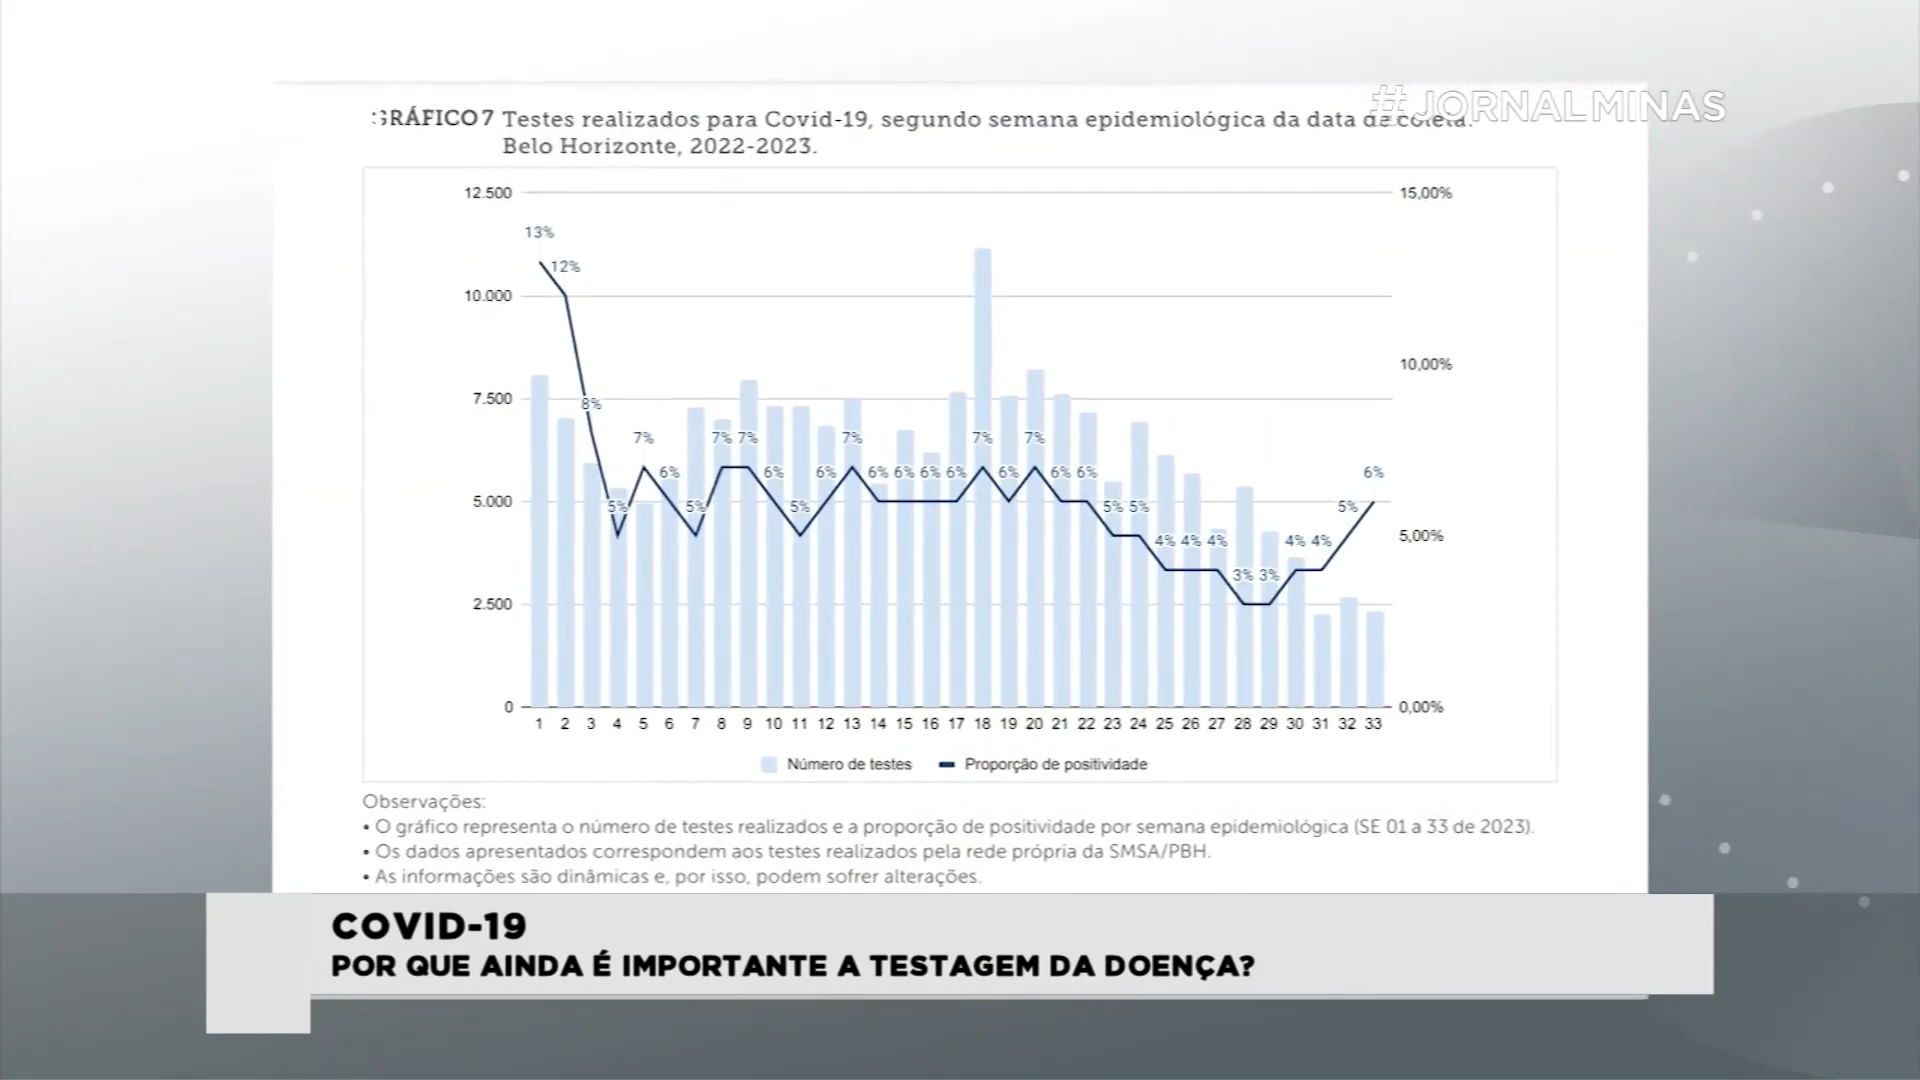 #JORNALMINAS
GRÁFICO 7 Testes realizados para Covid-19, segundo semana epidemiológica da data de coleta.
Belo Horizonte, 2022-2023.
12.500 15,00%
13%
12%
10.000
10,00%
7.500
8%
7% 7% 7% 7% 7% 7%
6% 6% 6% 6% 6% 6% 6% 6% 6% 6% 6%
5.000
5% 5% 5% 5% 5% 5%
5,00%
4% 4% 4% 4% 4%
3% 3%
2.500
0 0,00%
1 2 3 4 5 6 7 8 9 10 11 12 13 14 15 16 17 18 19 20 21 22 23 24 25 26 27 28 29 30 31 32 33
Número de testes Proporção de positividade
Observações:
• O gráfico representa o número de testes realizados e a proporção de positividade por semana epidemiológica (SE 01 a 33 de 2023).
• Os dados apresentados correspondem aos testes realizados pela rede própria da SMSA/PBH.
• As informações são dinâmicas e, por isso, podem sofrer alterações.
COVID-19
POR QUE AINDA É IMPORTANTE A TESTAGEM DA DOENÇA?